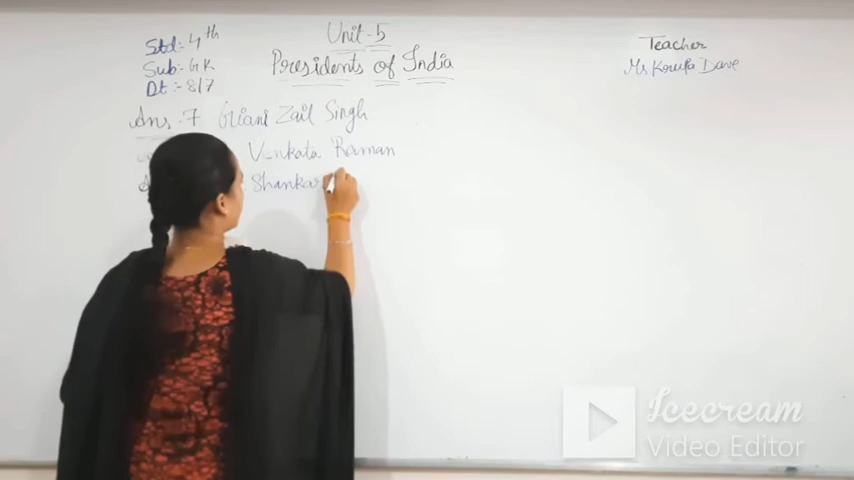 Std:- 4th
Sub:- GK
Dt:- 8/7
Unit-5
Presidents of India
Teacher
Ms Korupa Dave
Ans. 7 Giani Zail Singh
Venkata Raman
Shankar
Icecream
Video Editor